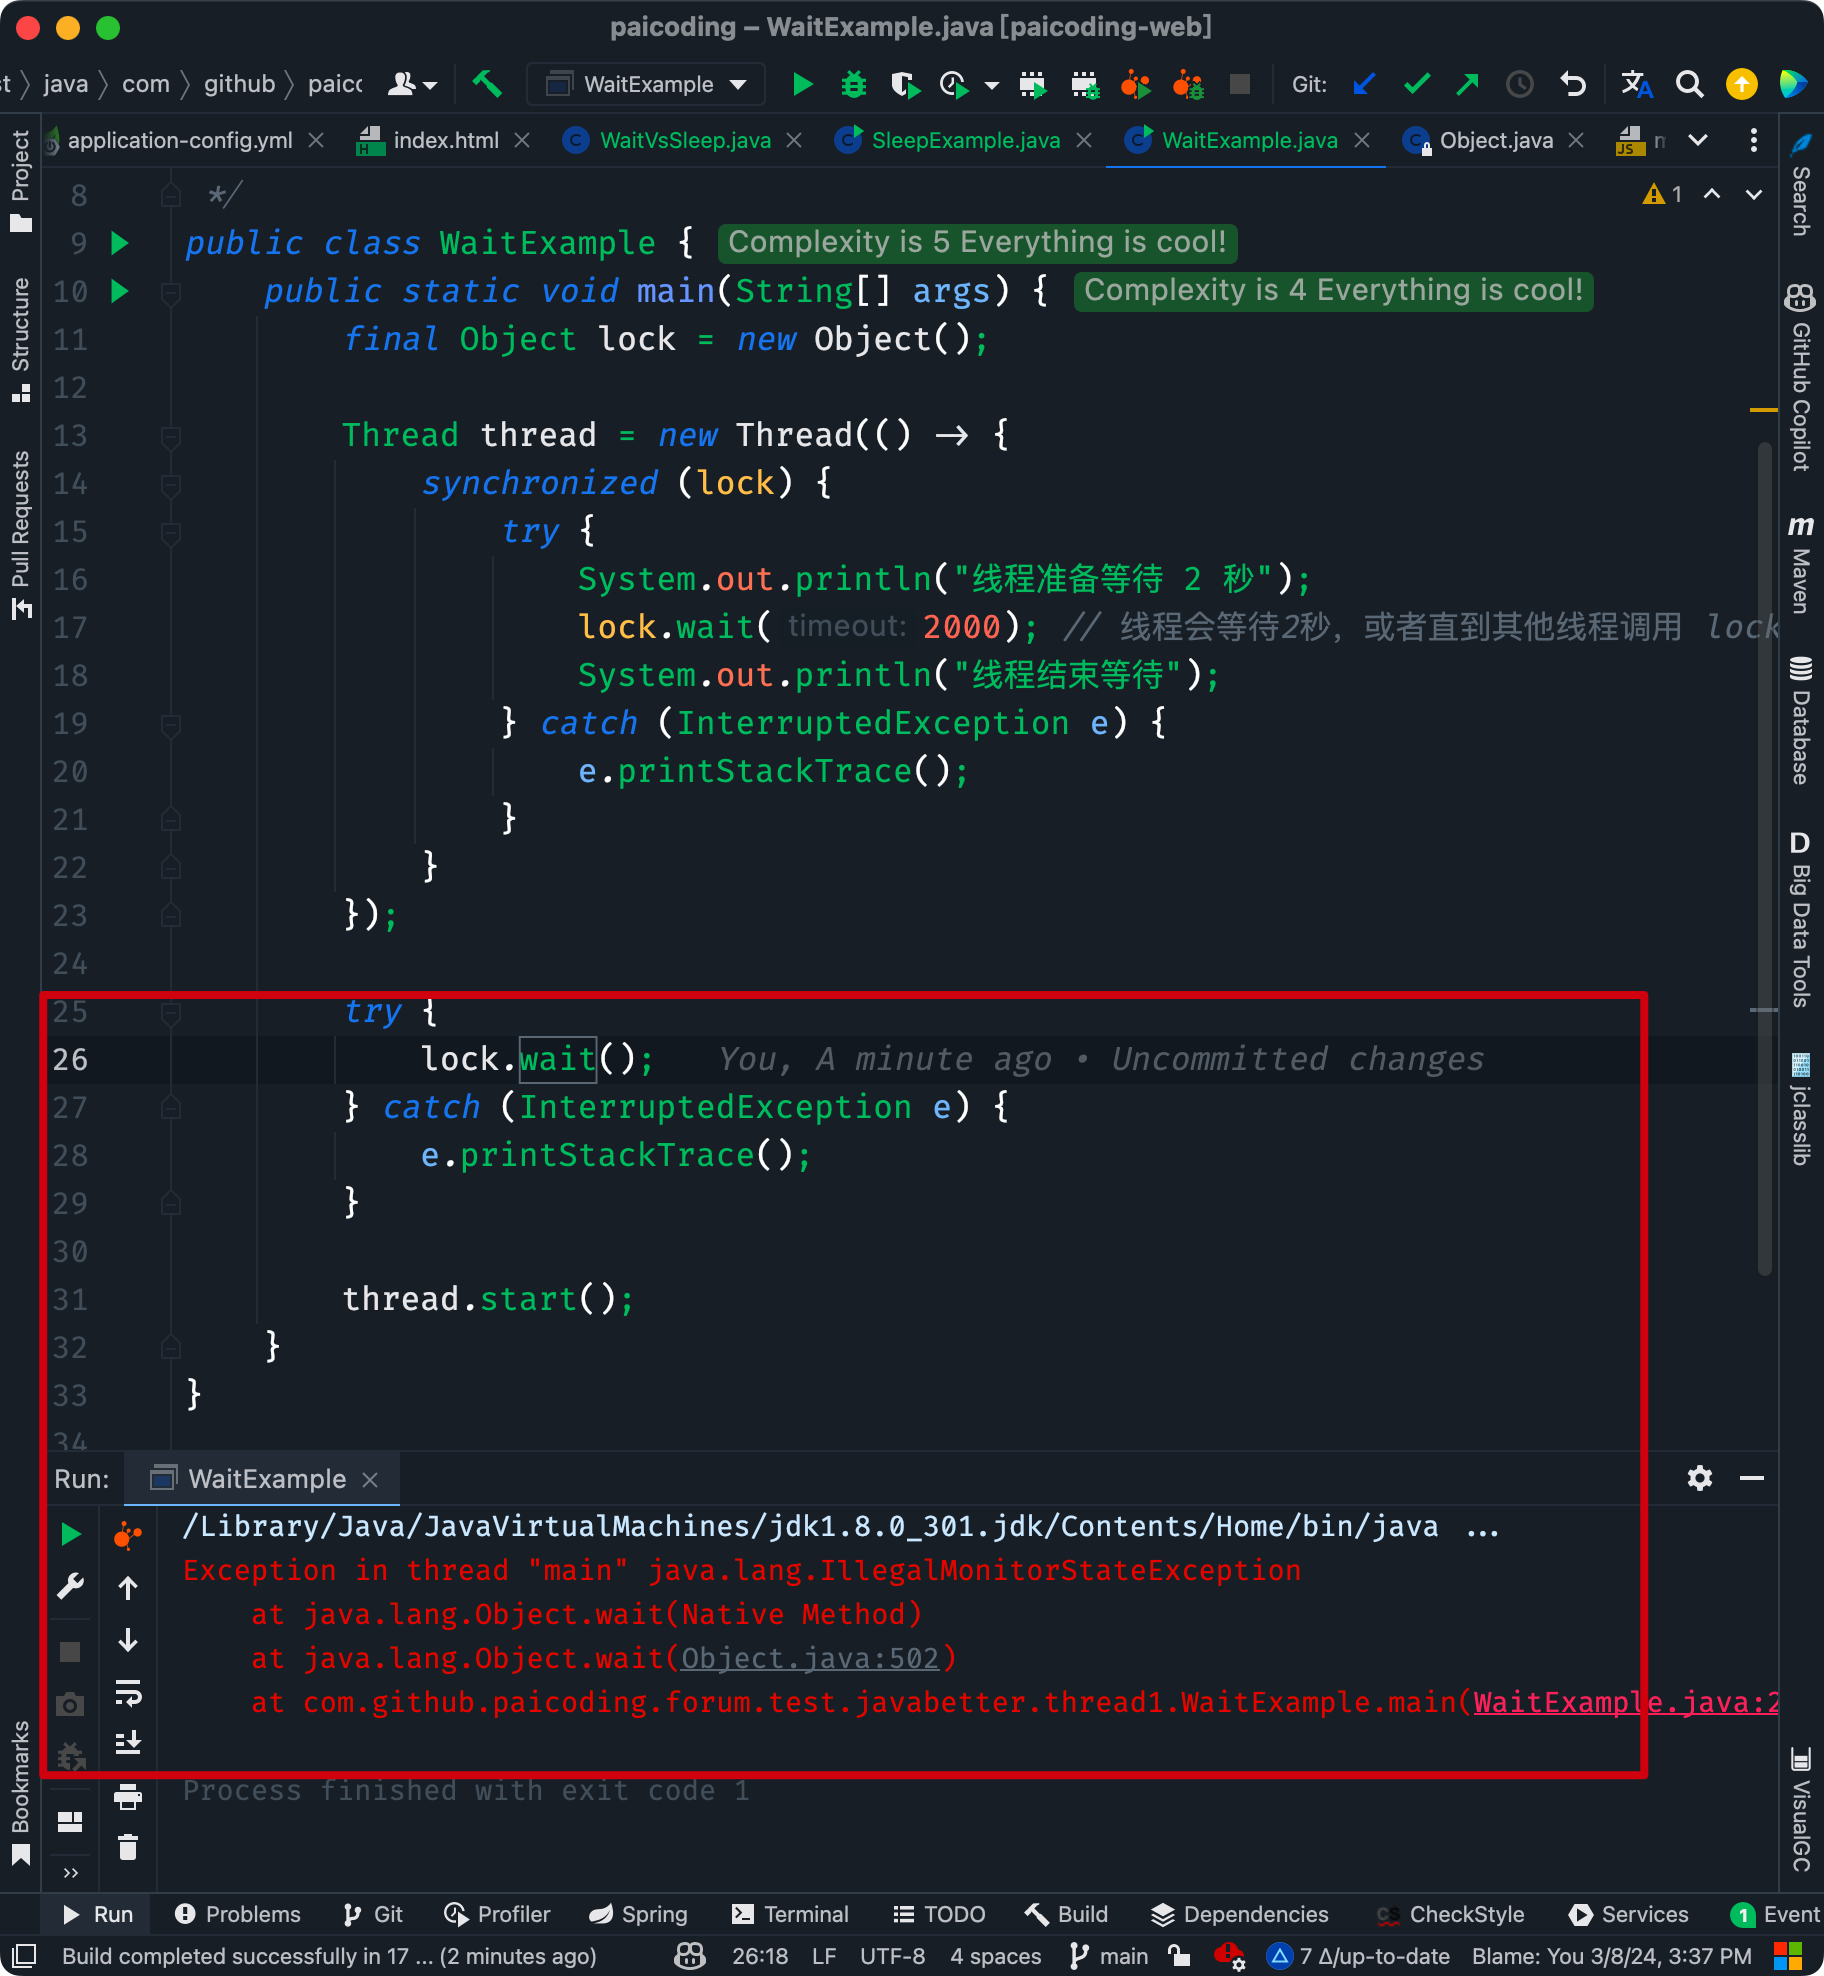 paicoding – WaitExample.java [paicoding-web]
java com github paico WaitExample Git:
application-config.yml index.html WaitVsSleep.java SleepExample.java WaitExample.java Object.java
1
8 */
9 public class WaitExample { Complexity is 5 Everything is cool!
10 public static void main(String[] args) { Complexity is 4 Everything is cool!
11 final Object lock = new Object();
12
13 Thread thread = new Thread(() -> {
14 synchronized (lock) {
15 try {
16 System.out.println("线程准备等待 2 秒");
17 lock.wait( timeout: 2000); // 线程会等待2秒，或者直到其他线程调用 lock
18 System.out.println("线程结束等待");
19 } catch (InterruptedException e) {
20 e.printStackTrace();
21 }
22 }
23 });
24
25 try {
26 lock.wait(); You, A minute ago • Uncommitted changes
27 } catch (InterruptedException e) {
28 e.printStackTrace();
29 }
30
31 thread.start();
32 }
33 }
34
Run: WaitExample
/Library/Java/JavaVirtualMachines/jdk1.8.0_301.jdk/Contents/Home/bin/java ...
Exception in thread "main" java.lang.IllegalMonitorStateException
at java.lang.Object.wait(Native Method)
at java.lang.Object.wait(Object.java:502)
at com.github.paicoding.forum.test.javabetter.thread1.WaitExample.main(WaitExample.java:2
Process finished with exit code 1
Project
Structure
Pull Requests
Bookmarks
Search
GitHub Copilot
Maven
Database
Big Data Tools
jclasslib
VisualGC
Run Problems Git Profiler Spring Terminal TODO Build Dependencies CheckStyle Services 1 Event
Build completed successfully in 17 ... (2 minutes ago) 26:18 LF UTF-8 4 spaces main 7 Δ/up-to-date Blame: You 3/8/24, 3:37 PM